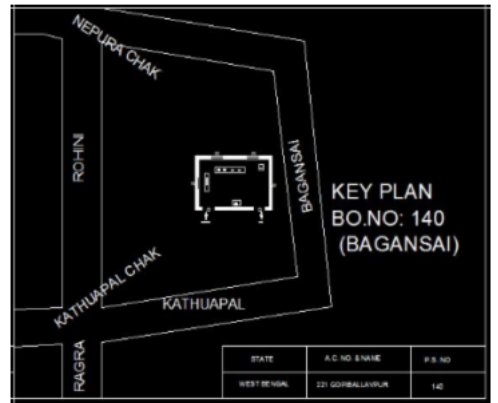 NEPURA CHAK
ROHINI
BAGANSAI
KEY PLAN
BO.NO: 140
(BAGANSAI)
KATHUAPAL CHAK
KATHUAPAL
RAGRA
STATE A.C. NO. & NAME P.S. NO
WEST BENGAL 221 GOPIBALLAVPUR 140